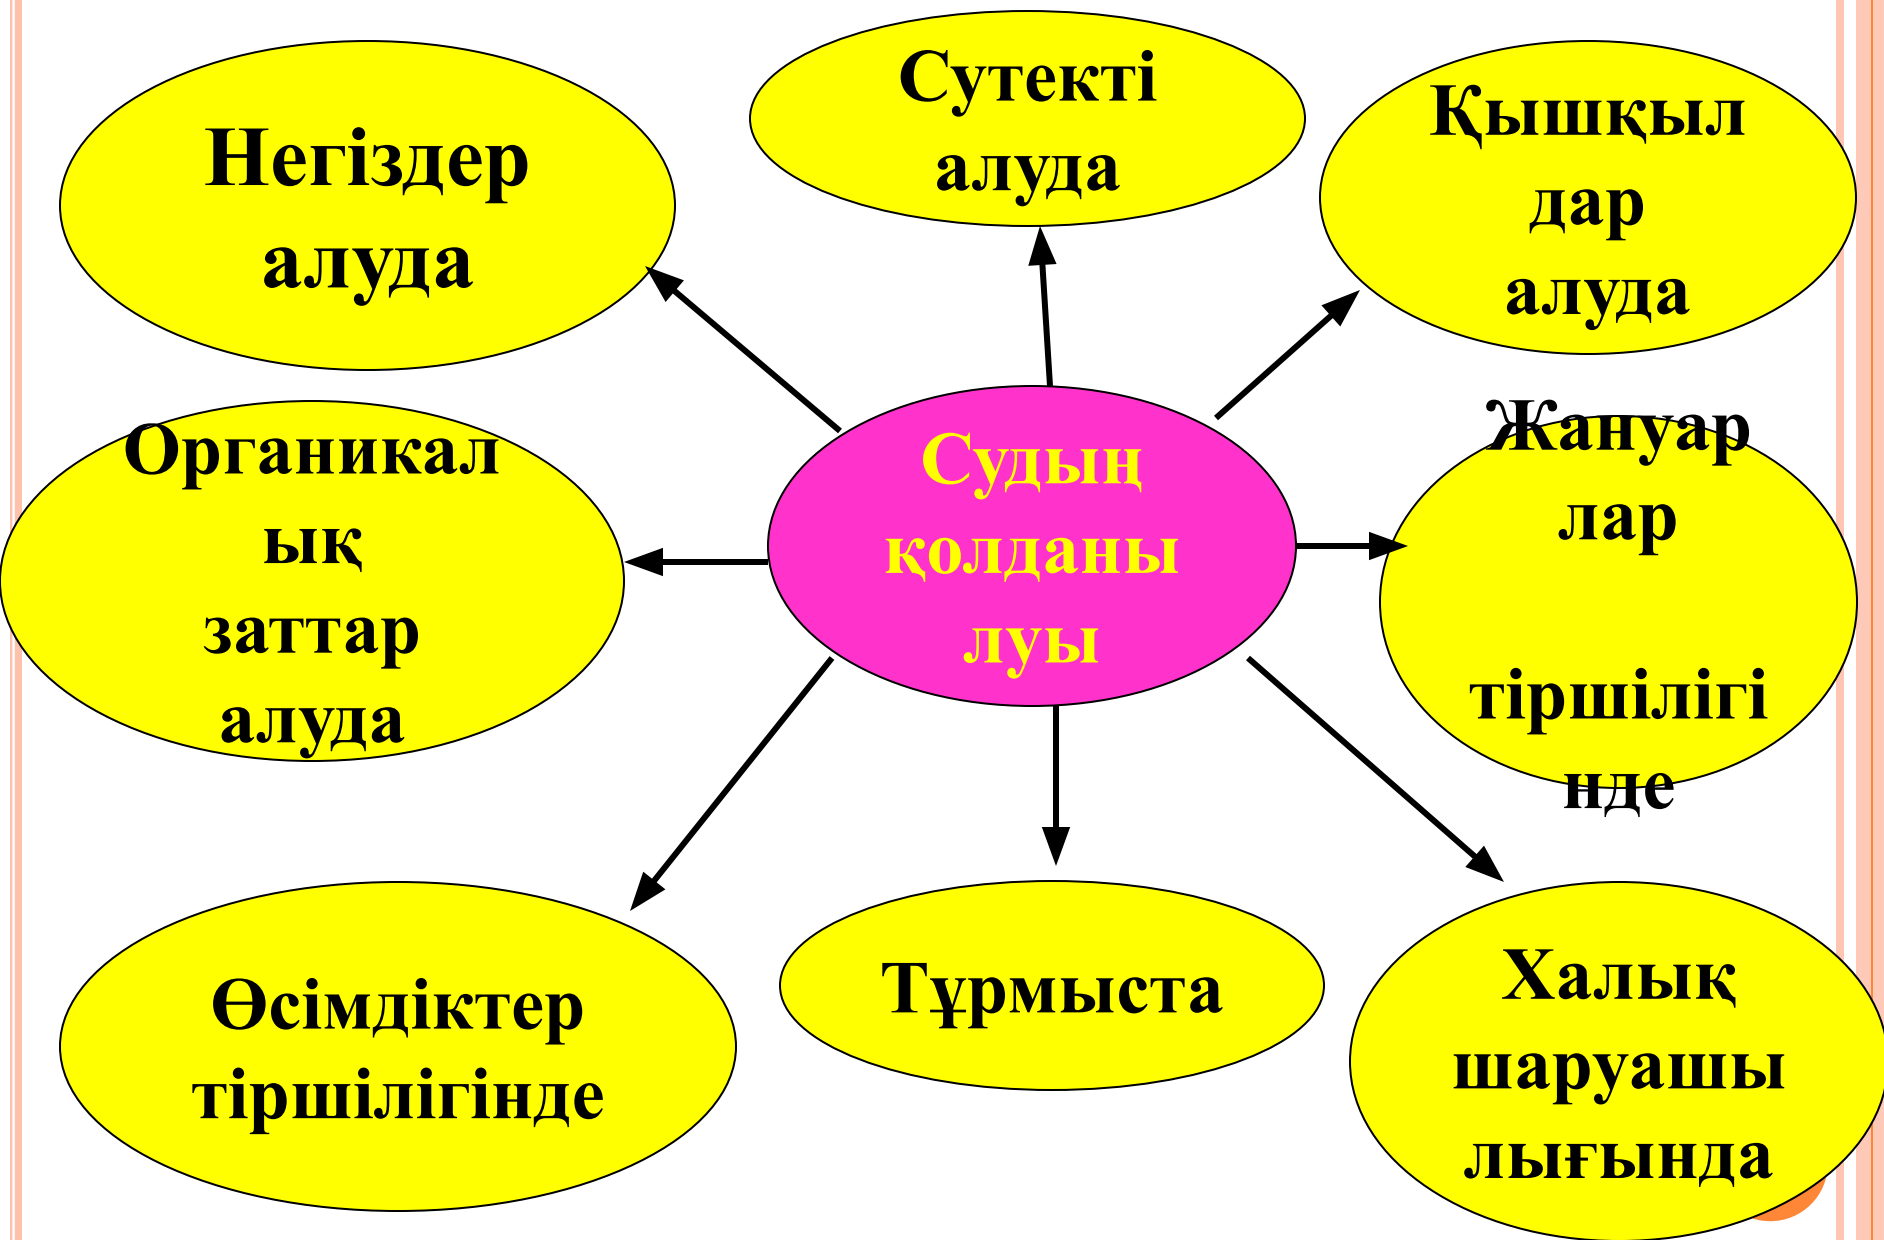 Негіздер
алуда
Сутекті
алуда
Қышқыл
дар
алуда
Органикал
ық
заттар
алуда
Судың
қолданы
луы
Жануар
лар
тіршілігі
нде
Өсімдіктер
тіршілігінде
Тұрмыста
Халық
шаруашы
лығында